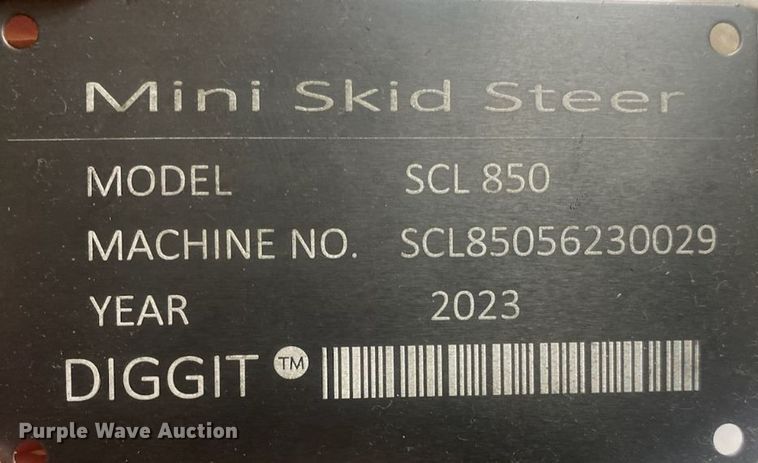 Mini Skid Steer
MODEL SCL 850
MACHINE NO. SCL85056230029
YEAR 2023
DIGGIT TM
Purple Wave Auction